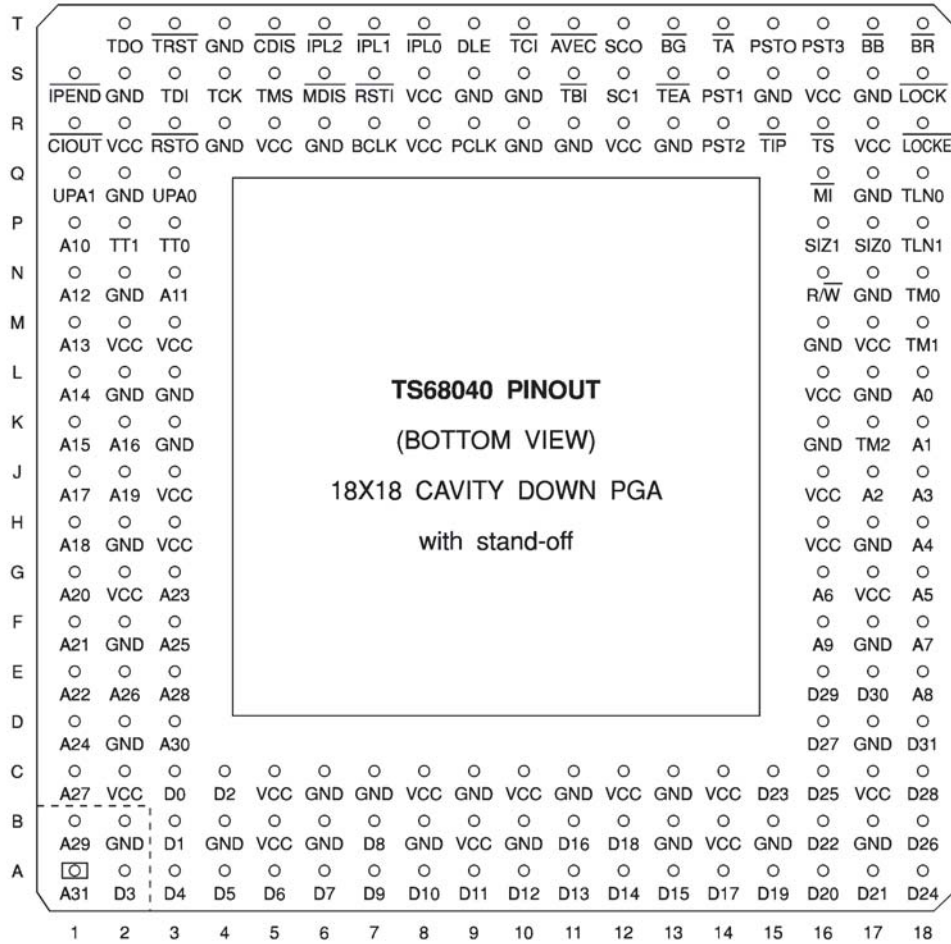 T
TDO TRST GND CDIS IPL2 IPL1 IPL0 DLE TCI AVEC SCO BG TA PSTO PST3 BB BR
S
IPEND GND TDI TCK TMS MDIS RSTI VCC GND GND TBI SC1 TEA PST1 GND VCC GND LOCK
R
CIOUT VCC RSTO GND VCC GND BCLK VCC PCLK GND GND VCC GND PST2 TIP TS VCC LOCKE
Q
UPA1 GND UPA0 MI GND TLN0
P
A10 TT1 TT0 SIZ1 SIZ0 TLN1
N
A12 GND A11 R/W GND TM0
M
A13 VCC VCC GND VCC TM1
L
A14 GND GND VCC GND A0
TS68040 PINOUT
K
A15 A16 GND GND TM2 A1
(BOTTOM VIEW)
J
A17 A19 VCC VCC A2 A3
18X18 CAVITY DOWN PGA
H
A18 GND VCC VCC GND A4
with stand-off
G
A20 VCC A23 A6 VCC A5
F
A21 GND A25 A9 GND A7
E
A22 A26 A28 D29 D30 A8
D
A24 GND A30 D27 GND D31
C
A27 VCC D0 D2 VCC GND GND VCC GND VCC GND VCC GND VCC D23 D25 VCC D28
B
A29 GND D1 GND VCC GND D8 GND VCC GND D16 D18 GND VCC GND D22 GND D26
A
A31 D3 D4 D5 D6 D7 D9 D10 D11 D12 D13 D14 D15 D17 D19 D20 D21 D24
1 2 3 4 5 6 7 8 9 10 11 12 13 14 15 16 17 18